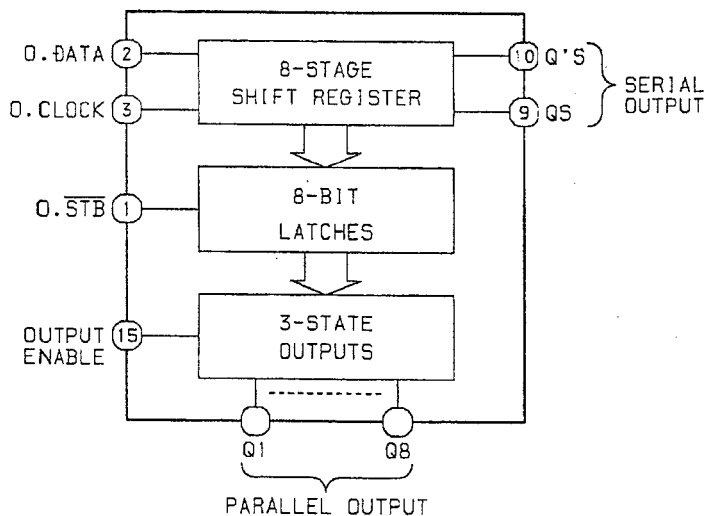 O.DATA 2
8-STAGE
SHIFT REGISTER
10 Q'S
O.CLOCK 3
9 QS
SERIAL
OUTPUT
O.S̅T̅B̅ 1
8-BIT
LATCHES
OUTPUT
ENABLE
15
3-STATE
OUTPUTS
Q1
Q8
PARALLEL OUTPUT